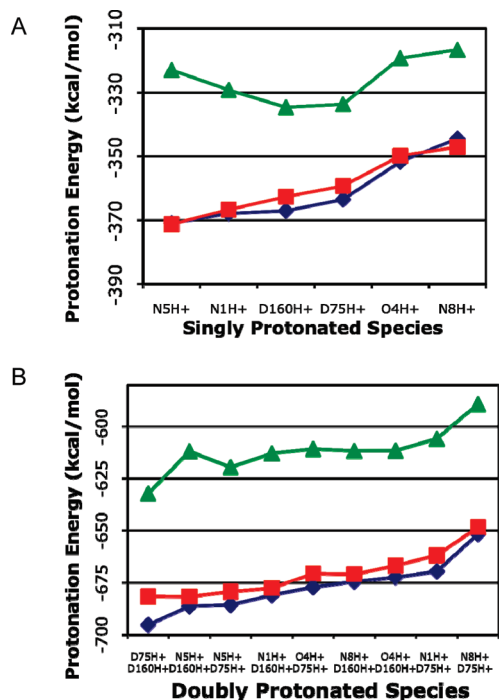 A
Protonation Energy (kcal/mol)
-310
-330
-350
-370
-390
N5H+ N1H+ D160H+ D75H+ O4H+ N8H+
Singly Protonated Species
B
Protonation Energy (kcal/mol)
-600
-625
-650
-675
-700
D75H+ N5H+ N5H+ N1H+ O4H+ N8H+ O4H+ N1H+ N8H+
D160H+ D160H+ D75H+ D160H+ D75H+ D160H+ D160H+ D75H+ D75H+
Doubly Protonated Species